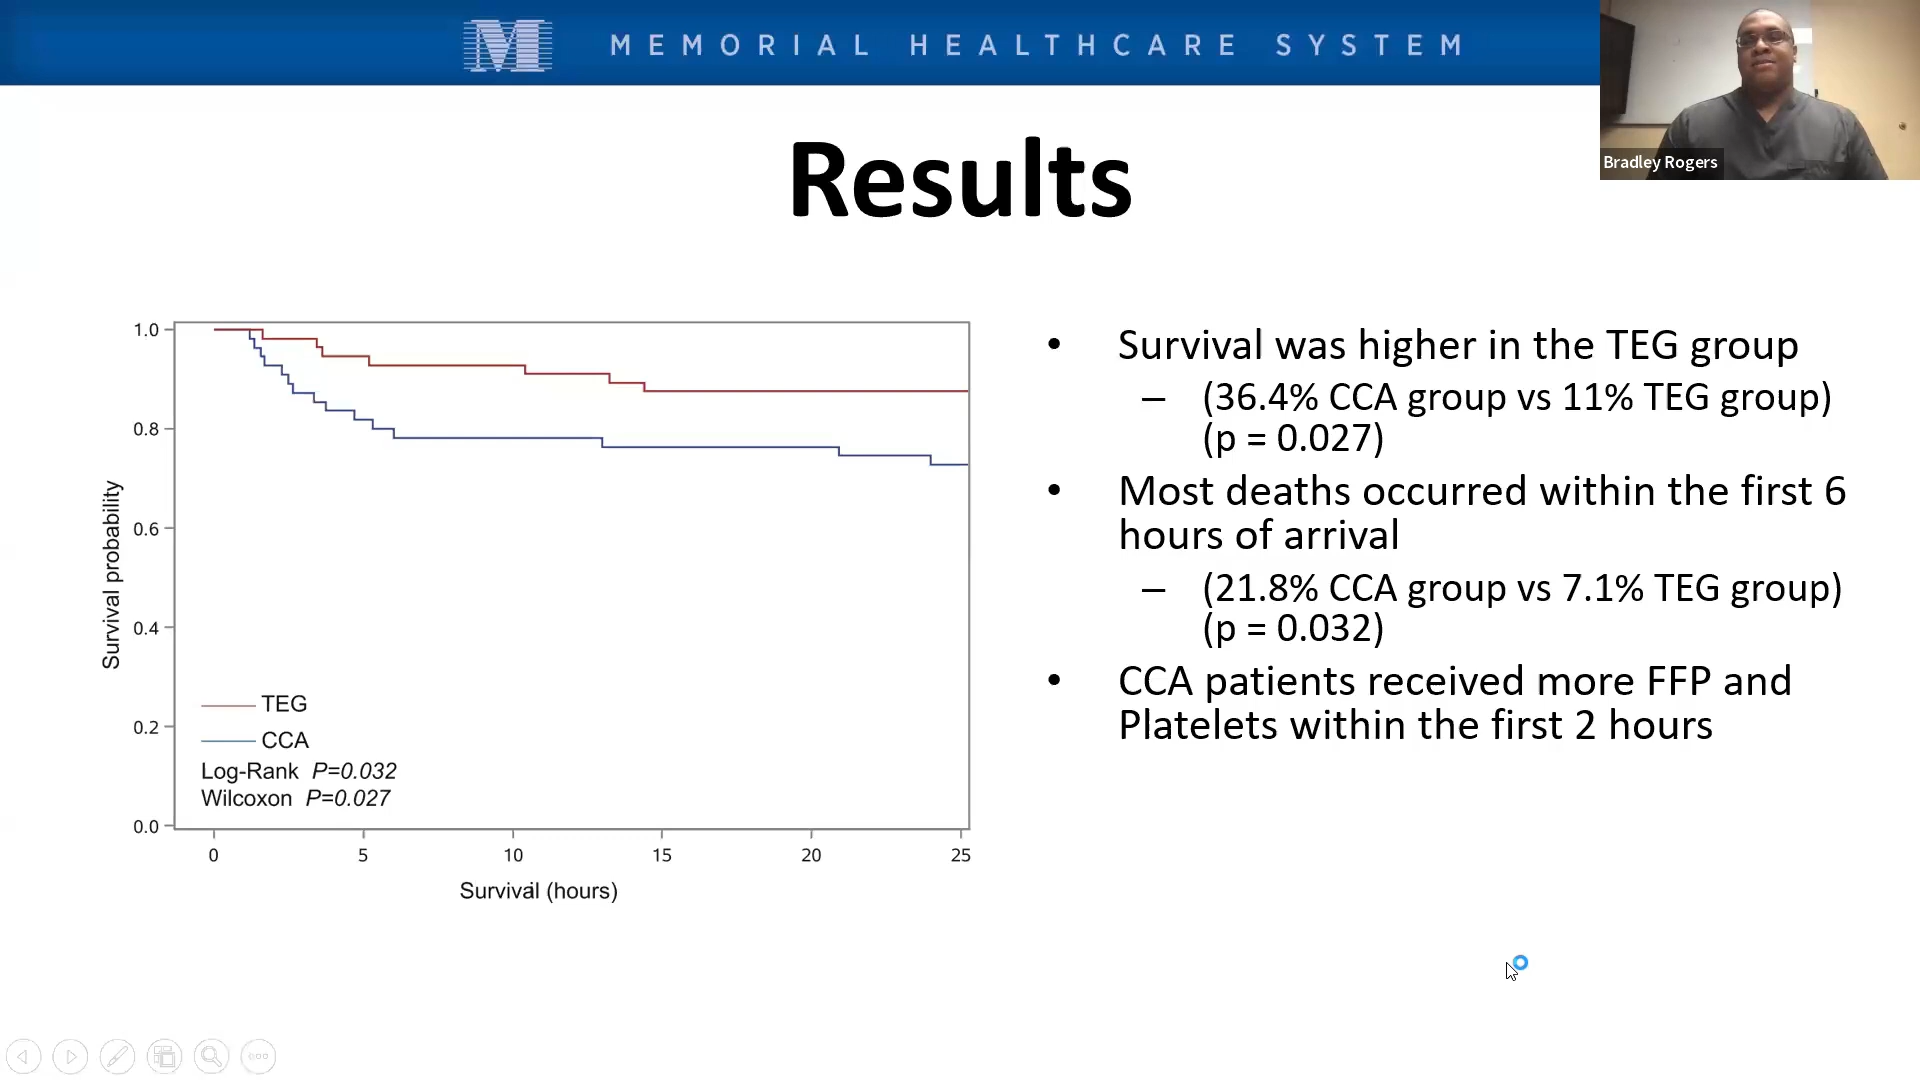 MEMORIAL HEALTHCARE SYSTEM
Bradley Rogers
Results
1.0
0.8
0.6
0.4
0.2
0.0
Survival probability
TEG
CCA
Log-Rank P=0.032
Wilcoxon P=0.027
0 5 10 15 20 25
Survival (hours)
• Survival was higher in the TEG group
– (36.4% CCA group vs 11% TEG group)
(p = 0.027)
• Most deaths occurred within the first 6
hours of arrival
– (21.8% CCA group vs 7.1% TEG group)
(p = 0.032)
• CCA patients received more FFP and
Platelets within the first 2 hours